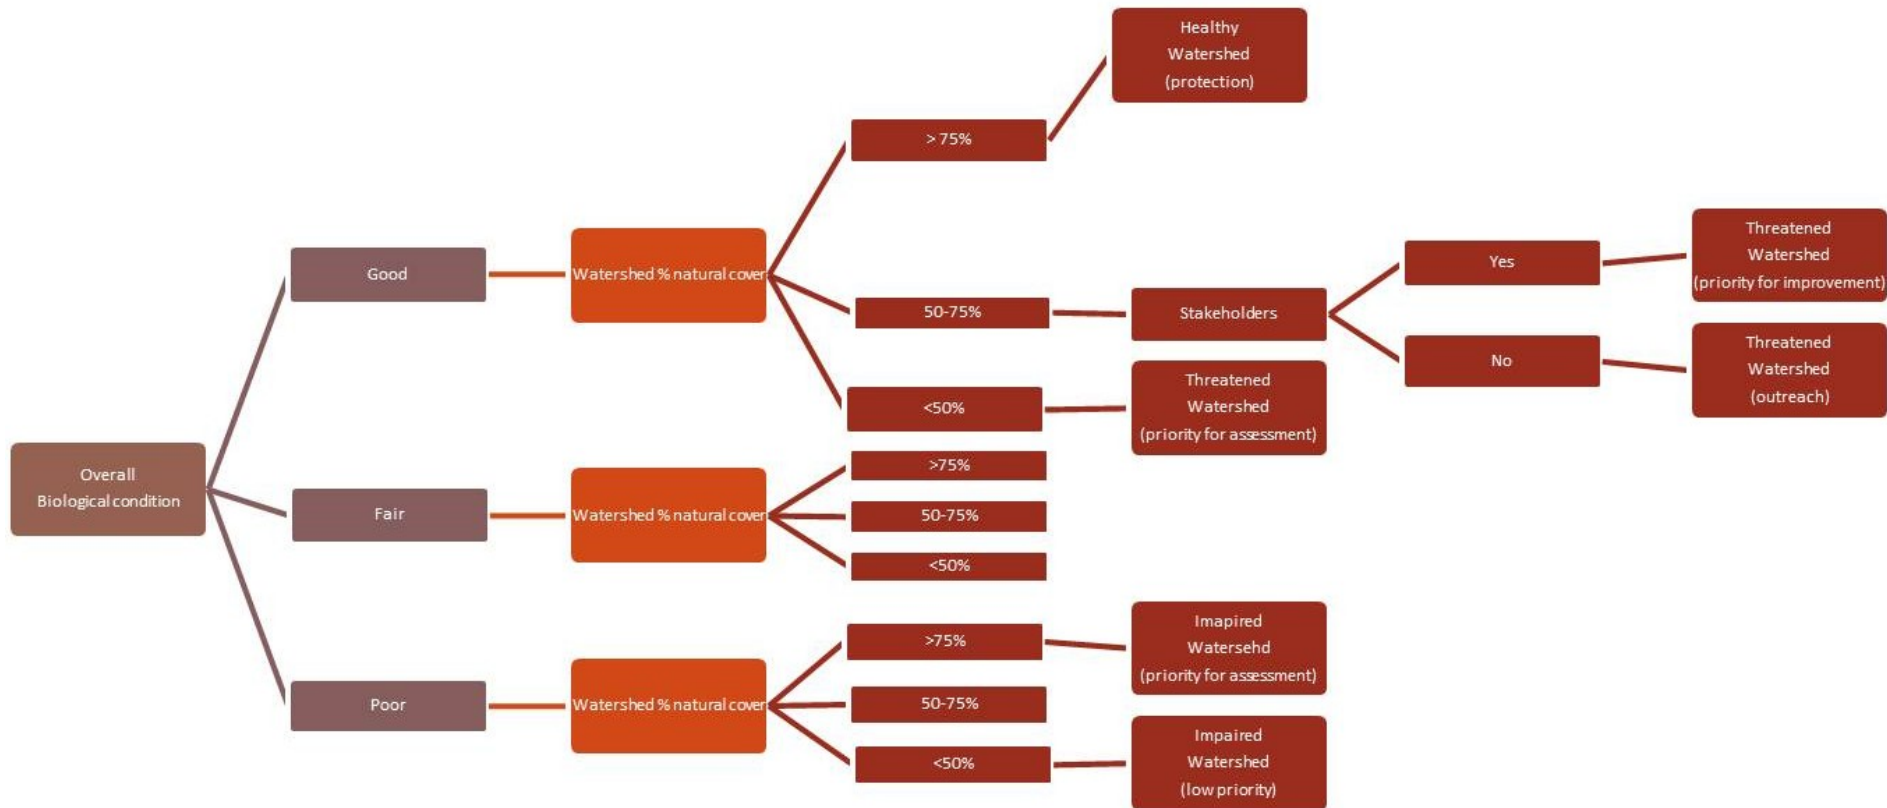 Overall
Biological condition
Good
Watershed % natural cover
> 75%
Healthy
Watershed
(protection)
50-75%
Stakeholders
Yes
Threatened
Watershed
(priority for improvement)
No
Threatened
Watershed
(outreach)
<50%
Threatened
Watershed
(priority for assessment)
Fair
Watershed % natural cover
>75%
50-75%
<50%
Poor
Watershed % natural cover
>75%
Imapired
Watersehd
(priority for assessment)
50-75%
<50%
Impaired
Watershed
(low priority)